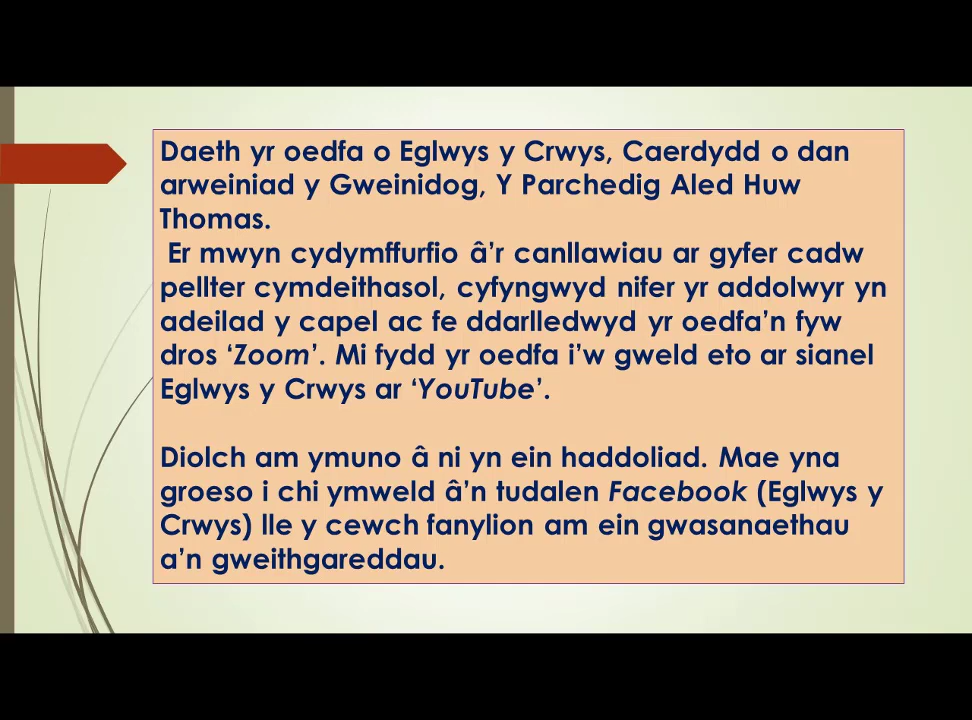 Daeth yr oedfa o Eglwys y Crwys, Caerdydd o dan
arweiniad y Gweinidog, Y Parchedig Aled Huw
Thomas.
Er mwyn cydymffurfio â’r canllawiau ar gyfer cadw
pellter cymdeithasol, cyfyngwyd nifer yr addolwyr yn
adeilad y capel ac fe ddarlledwyd yr oedfa’n fyw
dros ‘Zoom’. Mi fydd yr oedfa i’w gweld eto ar sianel
Eglwys y Crwys ar ‘YouTube’.
Diolch am ymuno â ni yn ein haddoliad. Mae yna
groeso i chi ymweld â’n tudalen Facebook (Eglwys y
Crwys) lle y cewch fanylion am ein gwasanaethau
a’n gweithgareddau.